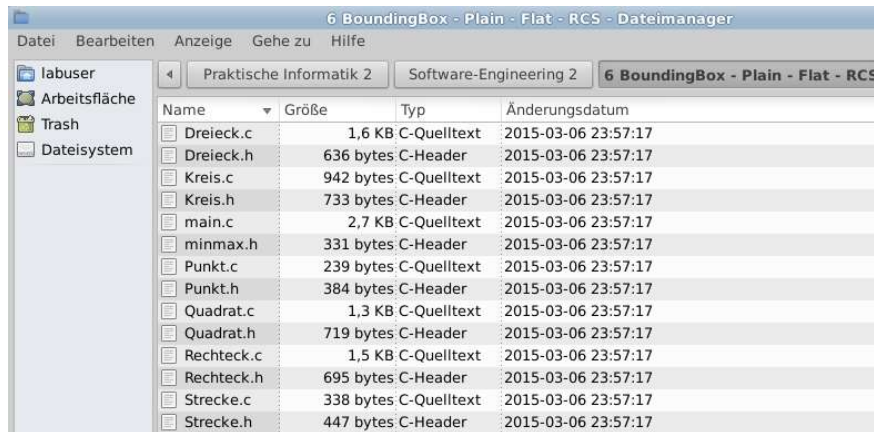 6 BoundingBox - Plain - Flat - RCS - Dateimanager
Datei Bearbeiten Anzeige Gehe zu Hilfe
labuser
Arbeitsfläche
Trash
Dateisystem
Praktische Informatik 2 Software-Engineering 2 6 BoundingBox - Plain - Flat - RCS
Name Größe Typ Änderungsdatum
Dreieck.c 1,6 KB C-Quelltext 2015-03-06 23:57:17
Dreieck.h 636 bytes C-Header 2015-03-06 23:57:17
Kreis.c 942 bytes C-Quelltext 2015-03-06 23:57:17
Kreis.h 733 bytes C-Header 2015-03-06 23:57:17
main.c 2,7 KB C-Quelltext 2015-03-06 23:57:17
minmax.h 331 bytes C-Header 2015-03-06 23:57:17
Punkt.c 239 bytes C-Quelltext 2015-03-06 23:57:17
Punkt.h 384 bytes C-Header 2015-03-06 23:57:17
Quadrat.c 1,3 KB C-Quelltext 2015-03-06 23:57:17
Quadrat.h 719 bytes C-Header 2015-03-06 23:57:17
Rechteck.c 1,5 KB C-Quelltext 2015-03-06 23:57:17
Rechteck.h 695 bytes C-Header 2015-03-06 23:57:17
Strecke.c 338 bytes C-Quelltext 2015-03-06 23:57:17
Strecke.h 447 bytes C-Header 2015-03-06 23:57:17